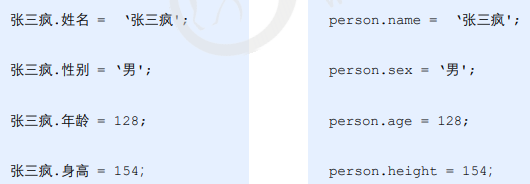 张三疯.姓名 = ‘张三疯';
张三疯.性别 = ‘男';
张三疯.年龄 = 128;
张三疯.身高 = 154;
person.name = ‘张三疯';
person.sex = ‘男';
person.age = 128;
person.height = 154;